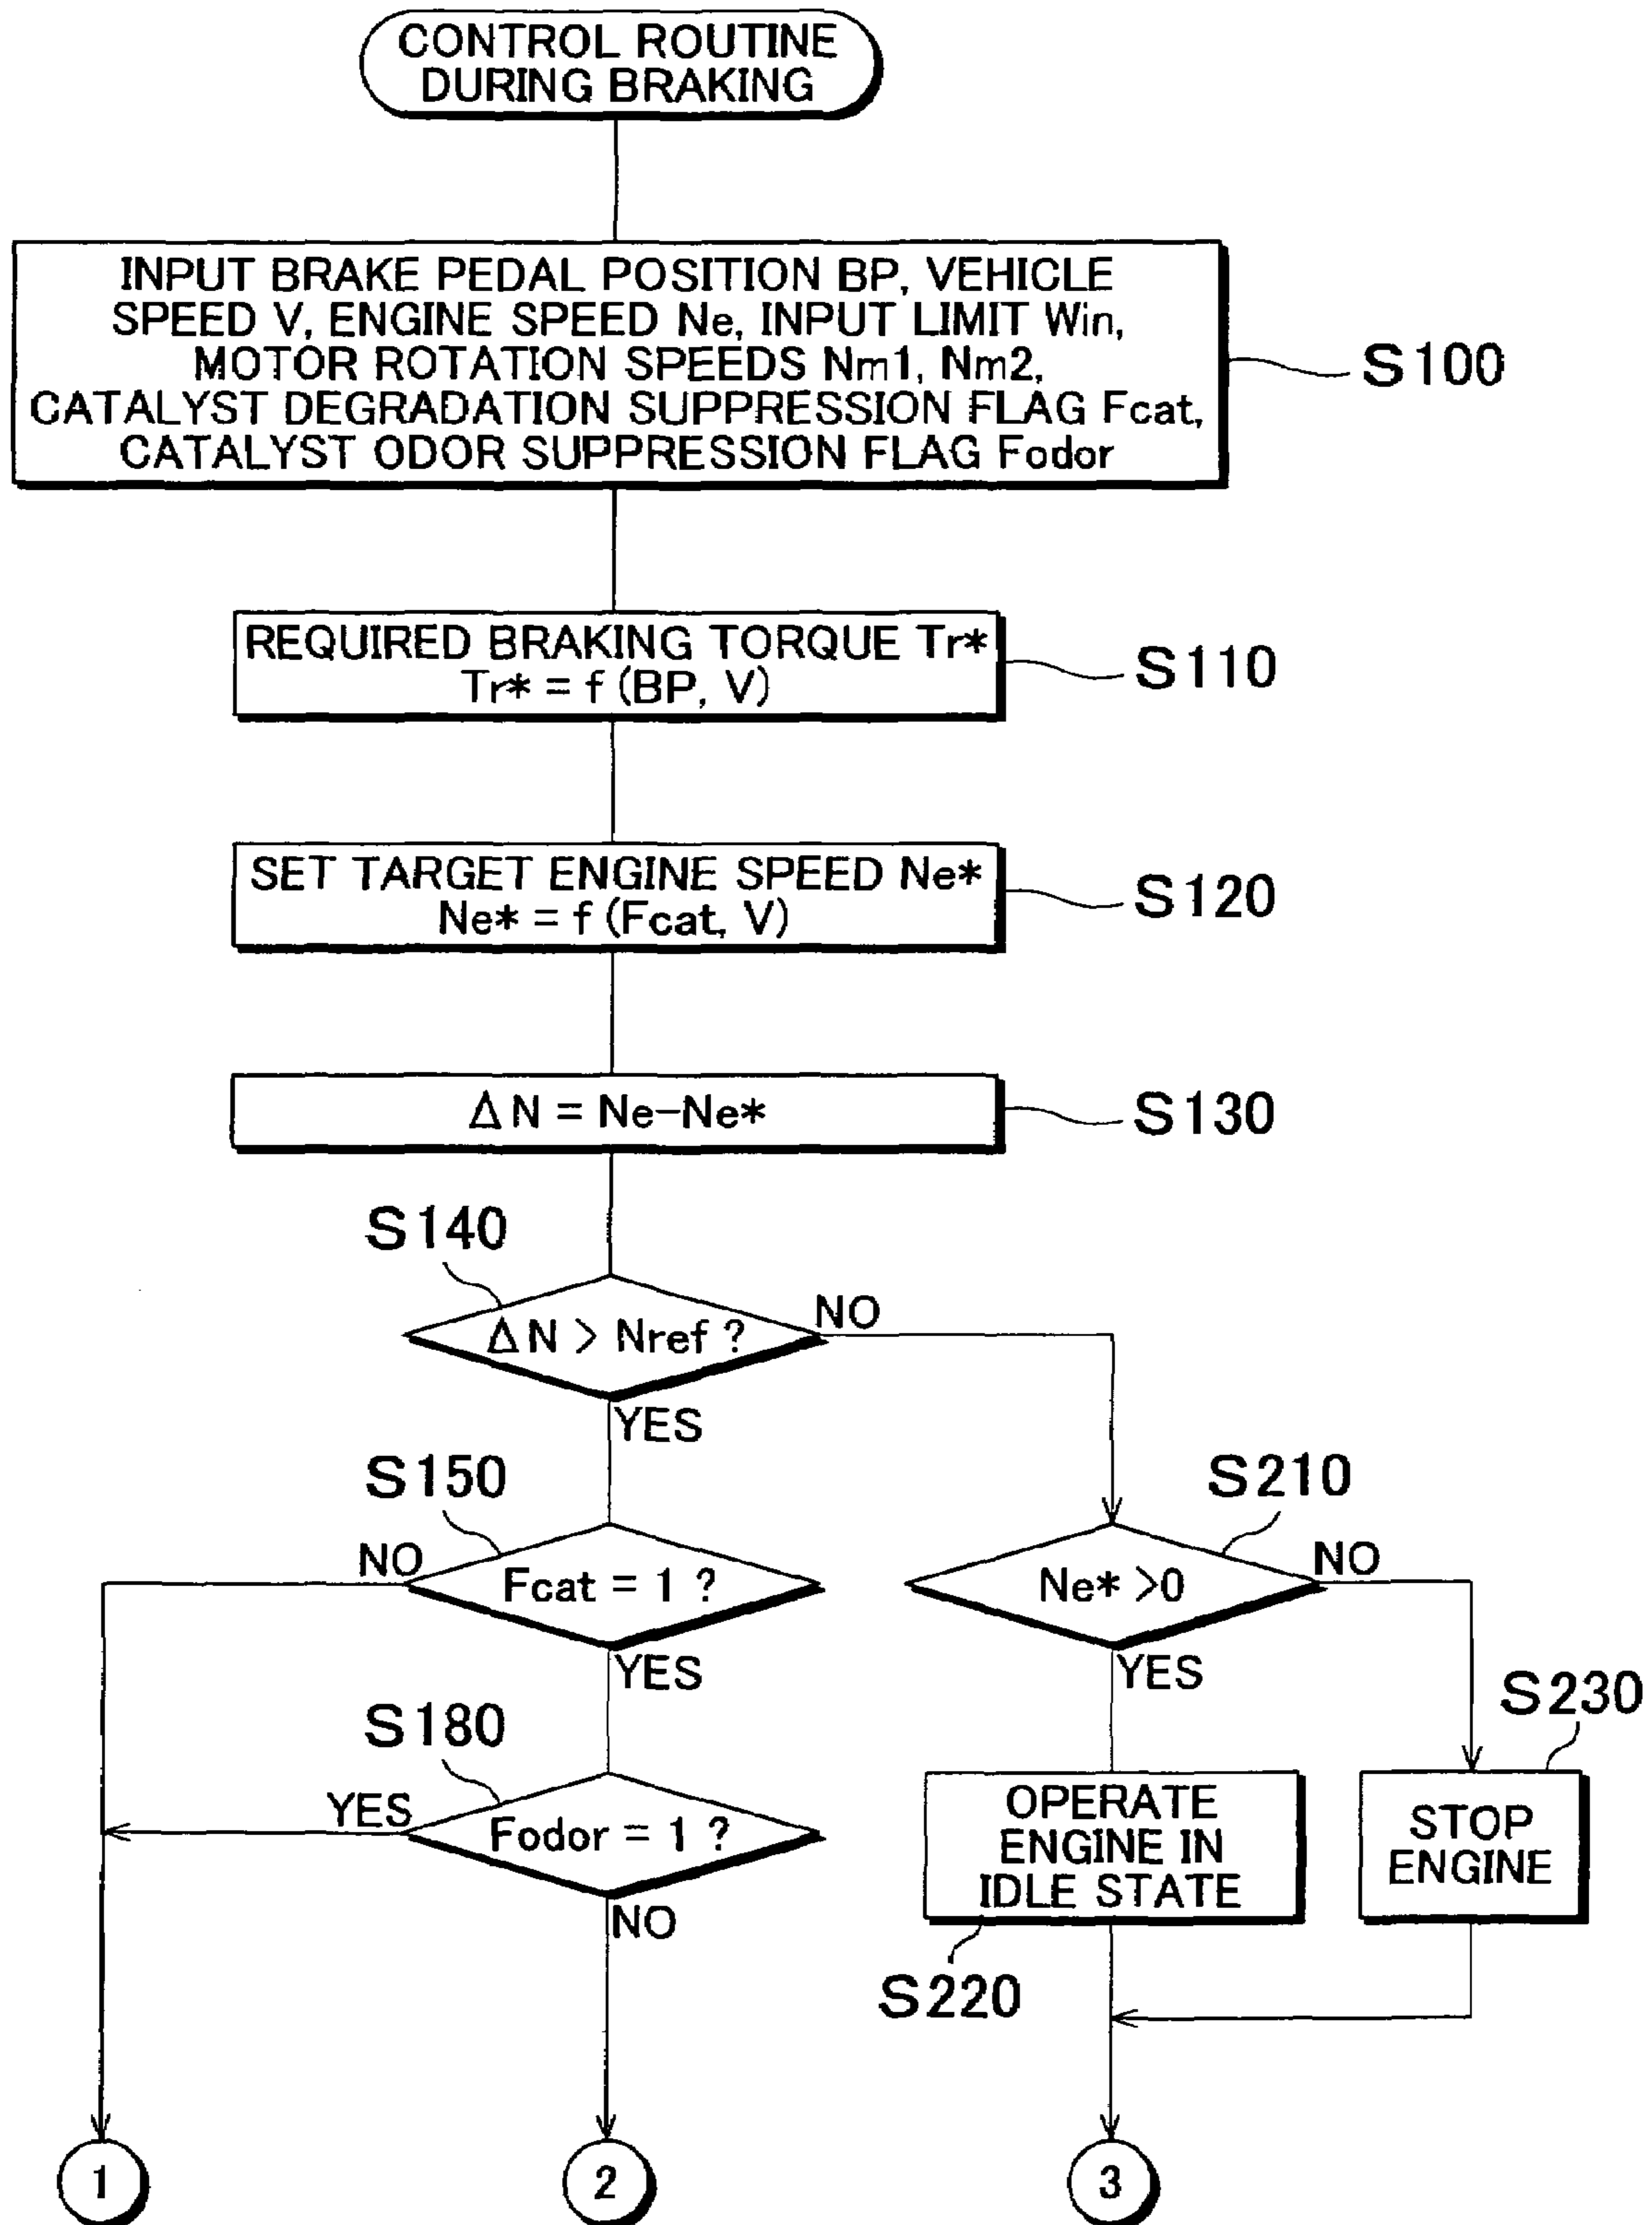 CONTROL ROUTINE
DURING BRAKING
INPUT BRAKE PEDAL POSITION BP, VEHICLE
SPEED V, ENGINE SPEED Ne, INPUT LIMIT Win,
MOTOR ROTATION SPEEDS Nm1, Nm2,
CATALYST DEGRADATION SUPPRESSION FLAG Fcat,
CATALYST ODOR SUPPRESSION FLAG Fodor
S100
REQUIRED BRAKING TORQUE Tr*
Tr* = f (BP, V)
S110
SET TARGET ENGINE SPEED Ne*
Ne* = f (Fcat, V)
S120
ΔN = Ne-Ne*
S130
S140
ΔN > Nref ?
NO
YES
S150
NO
Fcat = 1 ?
YES
S210
Ne* >0
NO
YES
S180
YES
Fodor = 1 ?
NO
OPERATE
ENGINE IN
IDLE STATE
S220
S230
STOP
ENGINE
1
2
3